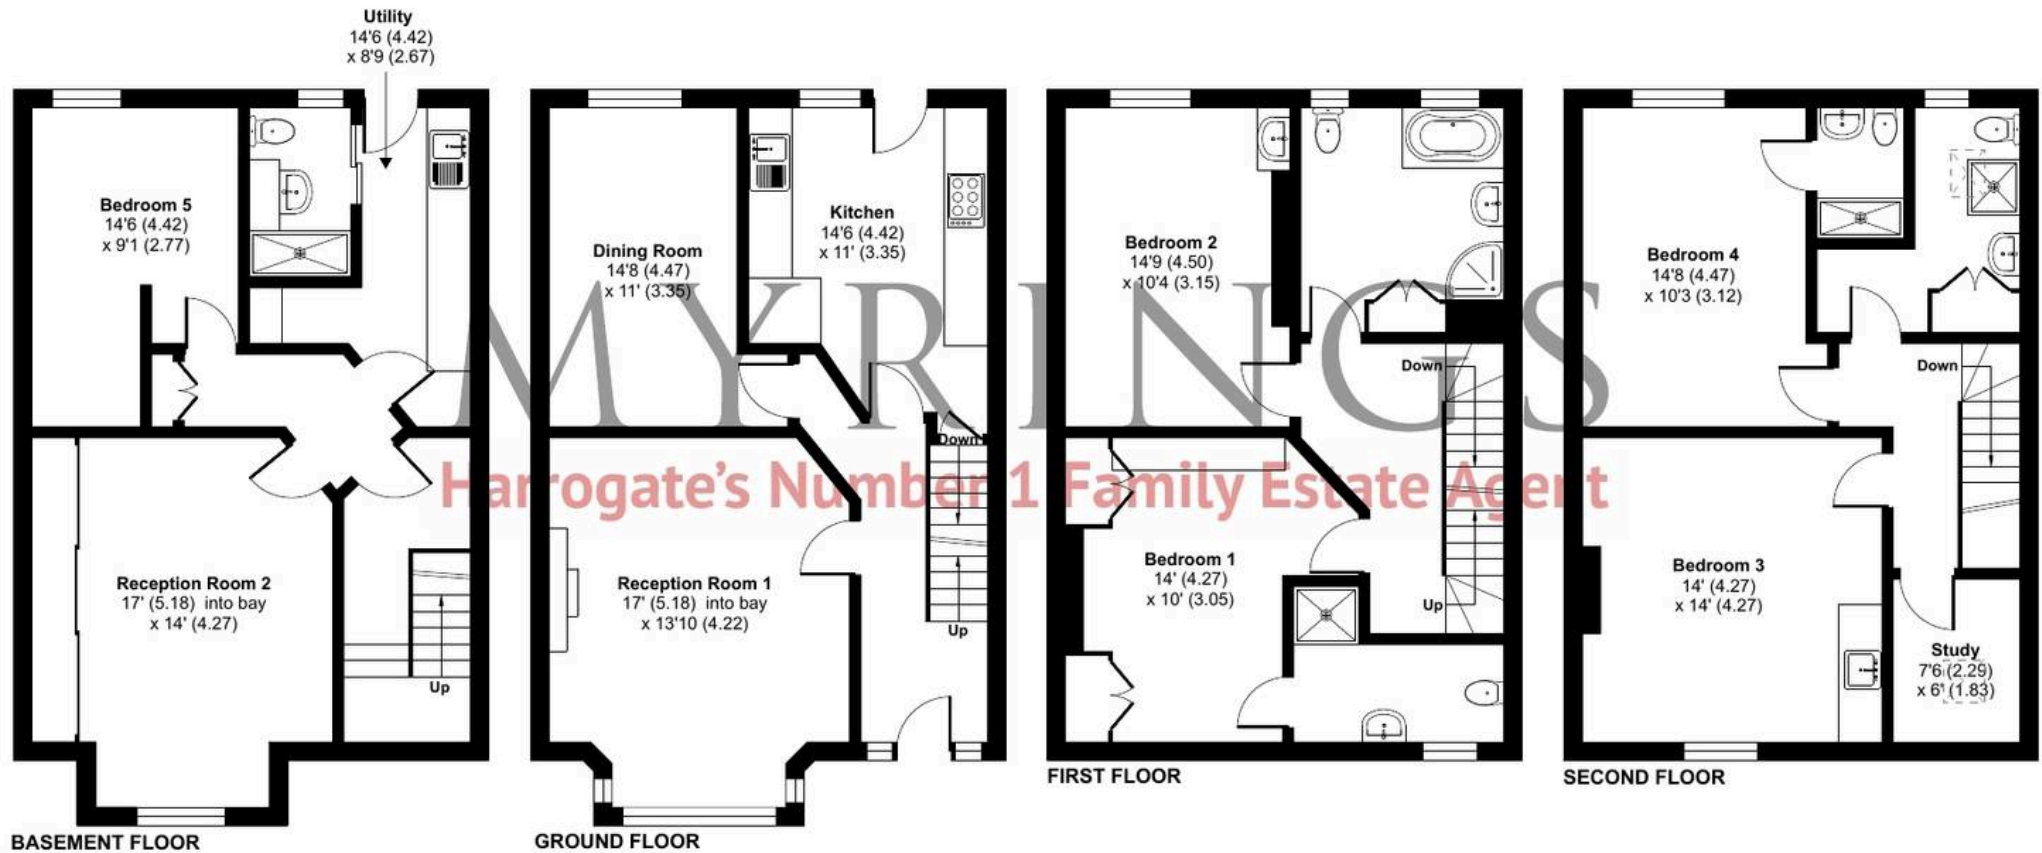 Utility
14'6 (4.42)
x 8'9 (2.67)
Bedroom 5
14'6 (4.42)
x 9'1 (2.77)
Reception Room 2
17' (5.18) into bay
x 14' (4.27)
Up
BASEMENT FLOOR
Dining Room
14'8 (4.47)
x 11' (3.35)
Kitchen
14'6 (4.42)
x 11' (3.35)
Down
Reception Room 1
17' (5.18) into bay
x 13'10 (4.22)
Up
GROUND FLOOR
Bedroom 2
14'9 (4.50)
x 10'4 (3.15)
Down
Bedroom 1
14' (4.27)
x 10' (3.05)
Up
FIRST FLOOR
Bedroom 4
14'8 (4.47)
x 10'3 (3.12)
Down
Bedroom 3
14' (4.27)
x 14' (4.27)
Study
7'6 (2.29)
x 6' (1.83)
SECOND FLOOR
MYRINGS
Harrogate's Number 1 Family Estate Agent